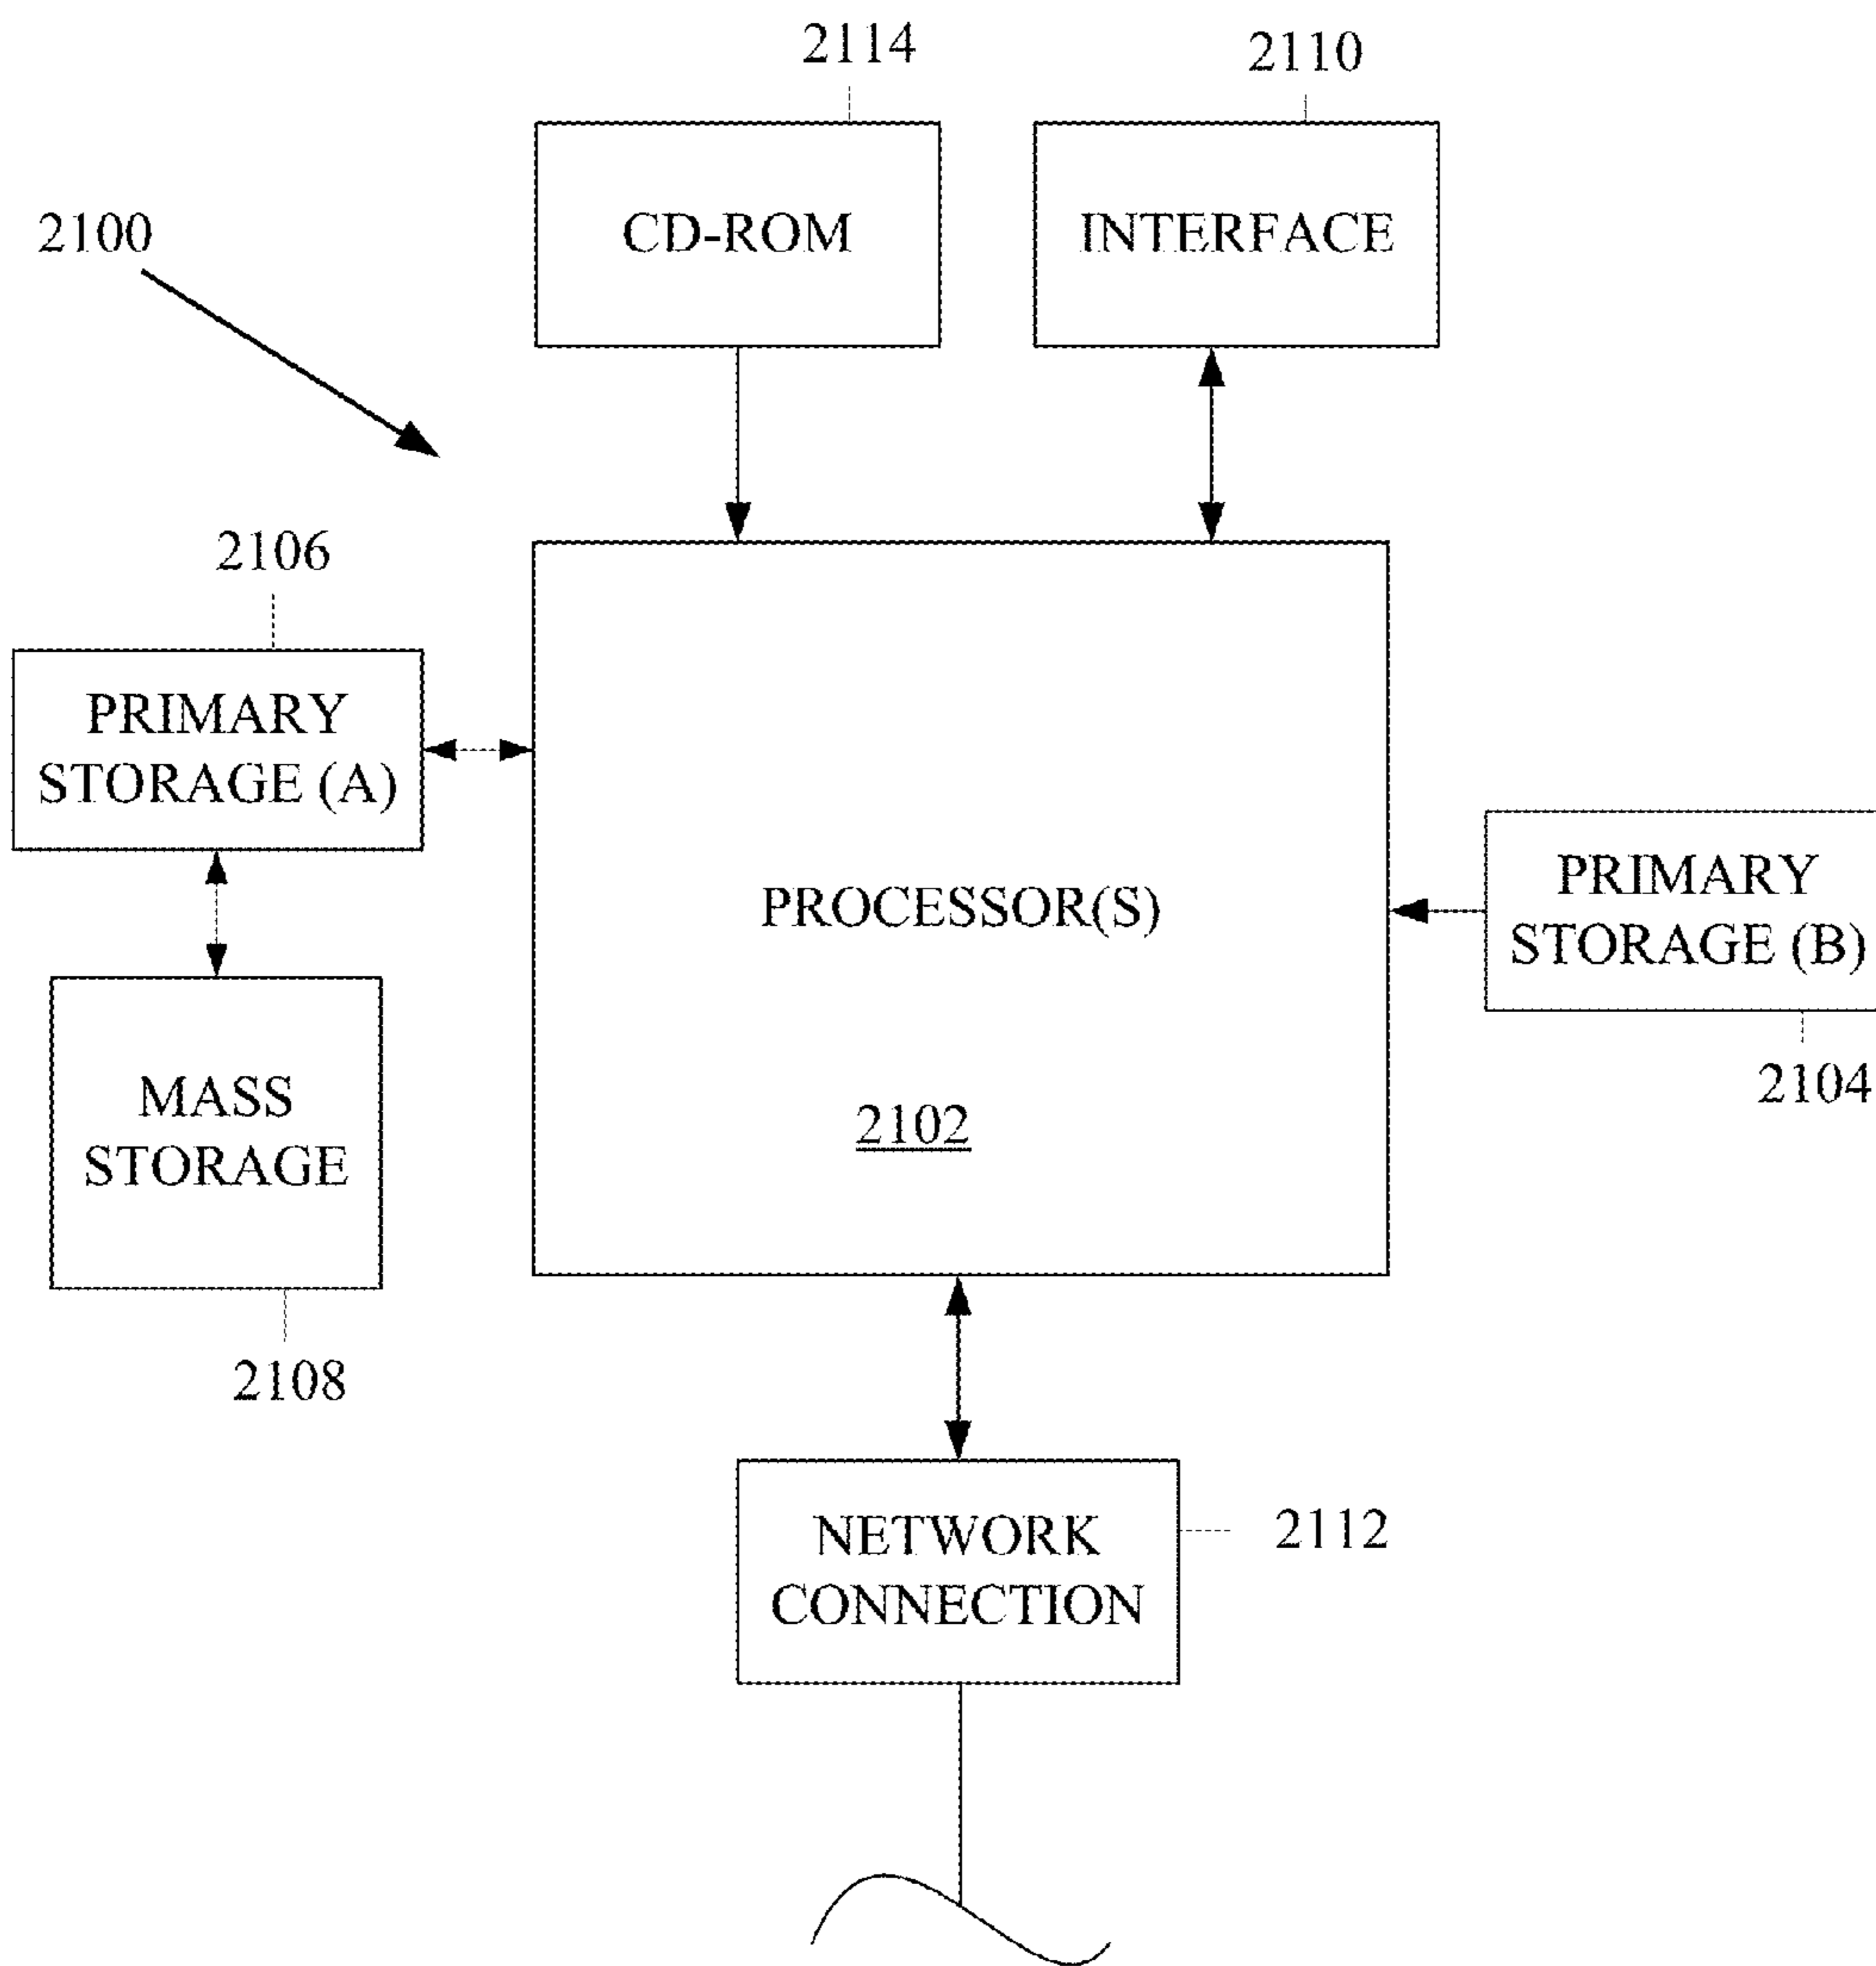 2114
2110
2100
CD-ROM
INTERFACE
2106
PRIMARY
STORAGE (A)
PROCESSOR(S)
2102
PRIMARY
STORAGE (B)
2104
MASS
STORAGE
2108
NETWORK
CONNECTION
2112